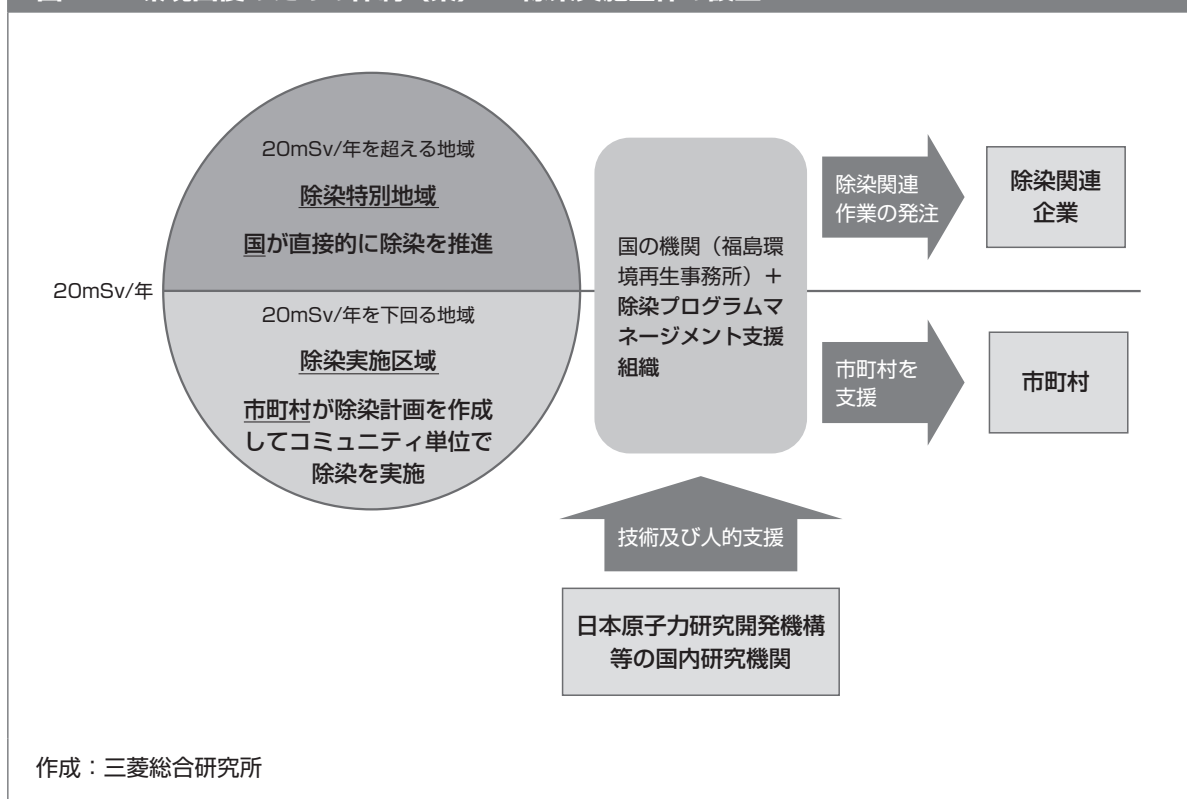 20mSv/年を超える地域
除染特別地域
国が直接的に除染を推進
20mSv/年
20mSv/年を下回る地域
除染実施区域
市町村が除染計画を作成
してコミュニティ単位で
除染を実施
国の機関（福島環
境再生事務所）＋
除染プログラムマ
ネージメント支援
組織
除染関連
作業の発注
除染関連
企業
市町村を
支援
市町村
技術及び人的支援
日本原子力研究開発機構
等の国内研究機関
作成：三菱総合研究所